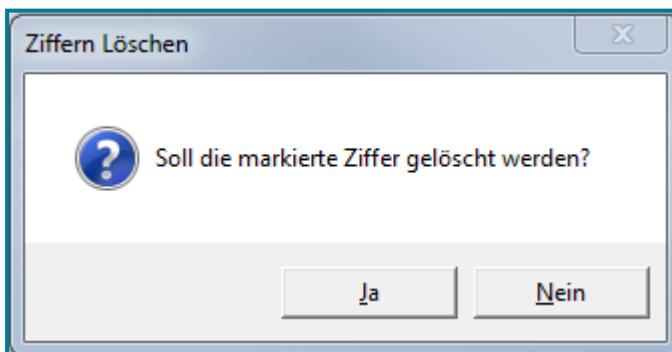 Ziffern Löschen
Soll die markierte Ziffer gelöscht werden?
Ja
Nein